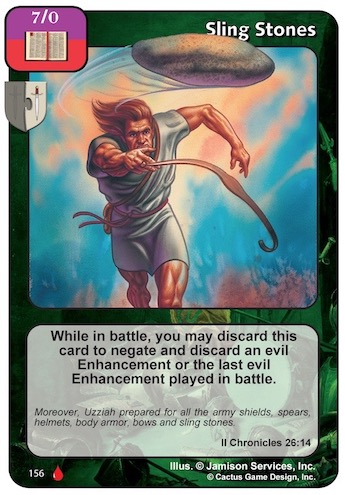 7/0
Sling Stones
While in battle, you may discard this
card to negate and discard an evil
Enhancement or the last evil
Enhancement played in battle.
Moreover, Uzziah prepared for all the army shields, spears,
helmets, body armor, bows and sling stones.
II Chronicles 26:14
156
Illus. © Jamison Services, Inc.
© Cactus Game Design, Inc.